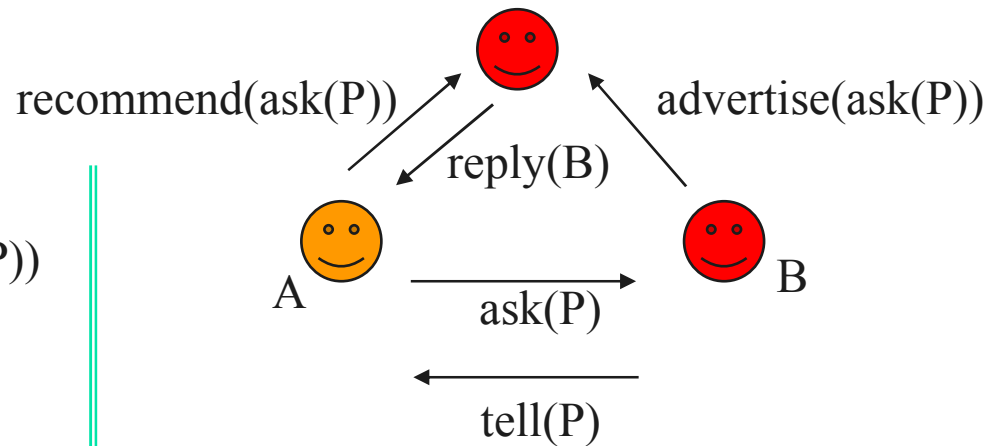 recommend(ask(P))
advertise(ask(P))
reply(B)
P))
A
B
ask(P)
tell(P)